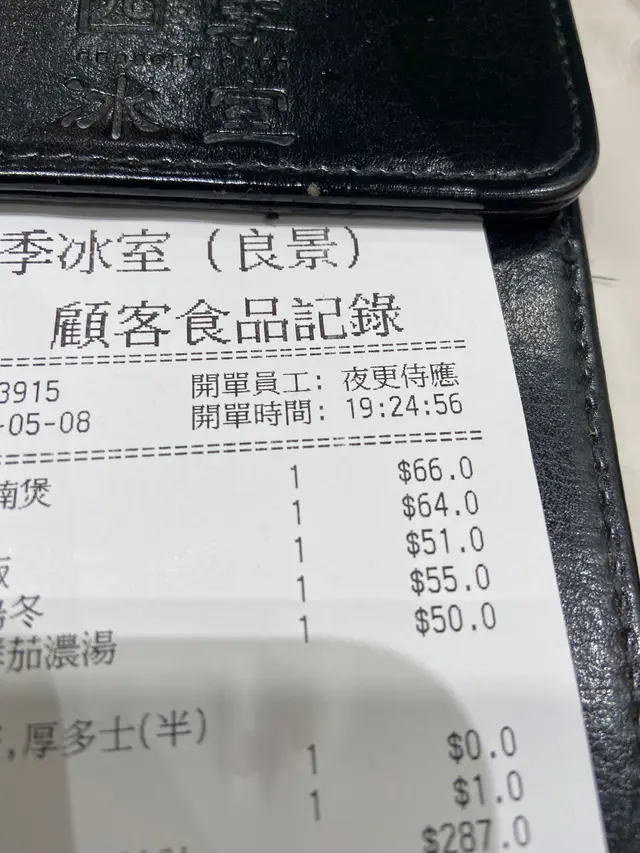 四季
冰室
季冰室（良景）
顧客食品記錄
3915 開單員工: 夜更侍應
-05-08 開單時間: 19:24:56
1 $66.0
腩煲 1 $64.0
1 $51.0
飯 1 $55.0
冬 1 $50.0
茄濃湯
,厚多士(半)
1 $0.0
1 $1.0
$287.0